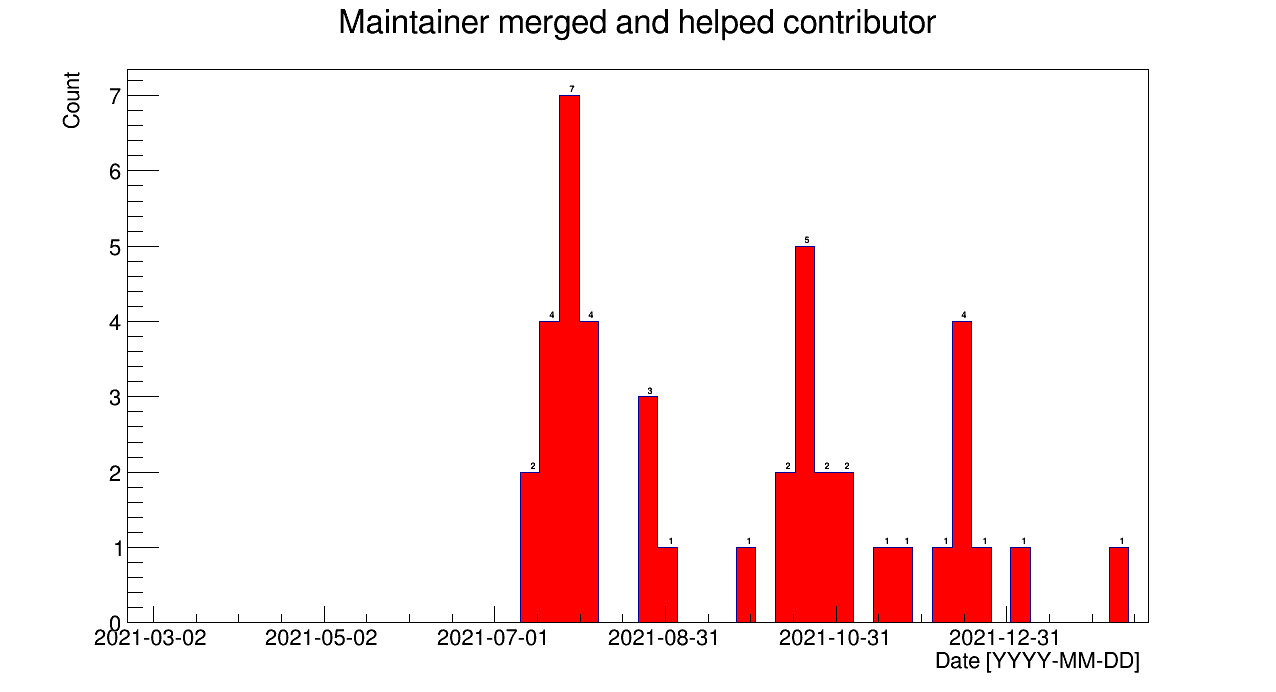 Maintainer merged and helped contributor
Count
7
6
5
4
3
2
1
0
2 4 7 4 3 1 1 2 5 2 2 1 1 1 4 1 1 1
2021-03-02 2021-05-02 2021-07-01 2021-08-31 2021-10-31 2021-12-31
Date [YYYY-MM-DD]